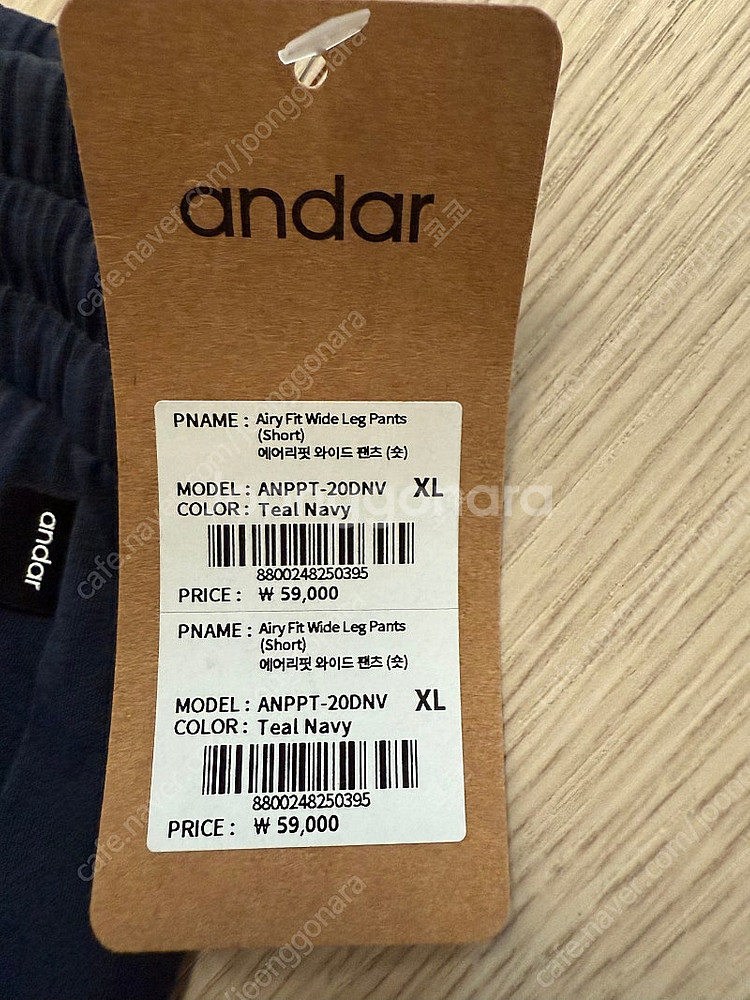 andar
PNAME : Airy Fit Wide Leg Pants
(Short)
에어리핏 와이드 팬츠 (숏)
MODEL : ANPPT-20DNV XL
COLOR : Teal Navy
8800248250395
PRICE : ₩ 59,000
PNAME : Airy Fit Wide Leg Pants
(Short)
에어리핏 와이드 팬츠 (숏)
MODEL : ANPPT-20DNV XL
COLOR : Teal Navy
8800248250395
PRICE : ₩ 59,000
andar
joonggonara
cafe.naver.com/joonggonara
쿄쿄